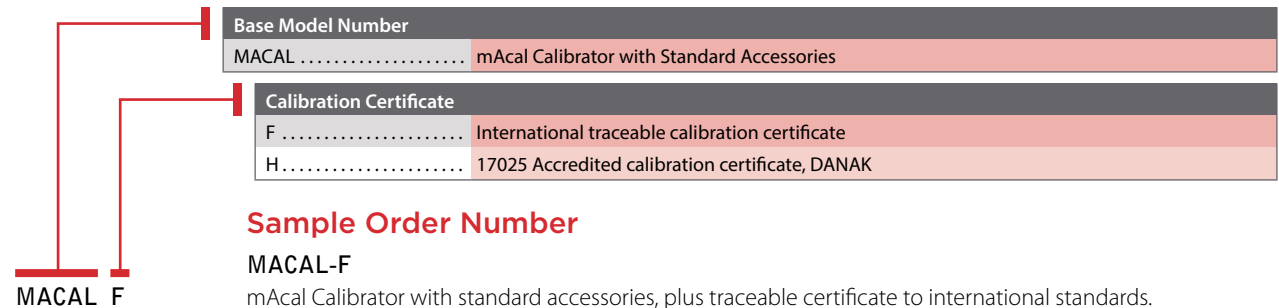 Base Model Number
MACAL .................... mAcal Calibrator with Standard Accessories
Calibration Certificate
F ...................... International traceable calibration certificate
H...................... 17025 Accredited calibration certificate, DANAK
Sample Order Number
MACAL-F
MACAL F mAcal Calibrator with standard accessories, plus traceable certificate to international standards.